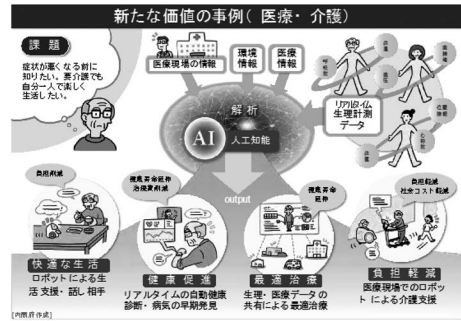 新たな価値の事例(医療・介護)
課題
症状が悪くなる前に
知りたい。要介護でも
自分一人で楽しく
生活したい。
医療現場の情報
環境
情報
医療
情報
リアルタイム
生理計測
データ
解析
AI
人工知能
output
負担削減
健康寿命延伸
治療費削減
健康寿命
延伸
負担軽減
社会コスト軽減
快適な生活
ロボットによる生
活支援・話し相手
健康促進
リアルタイムの自動健康
診断・病気の早期発見
最適治療
生理・医療データの
共有による最適治療
負担軽減
医療現場でのロボッ
トによる介護支援
[内閣府作成]